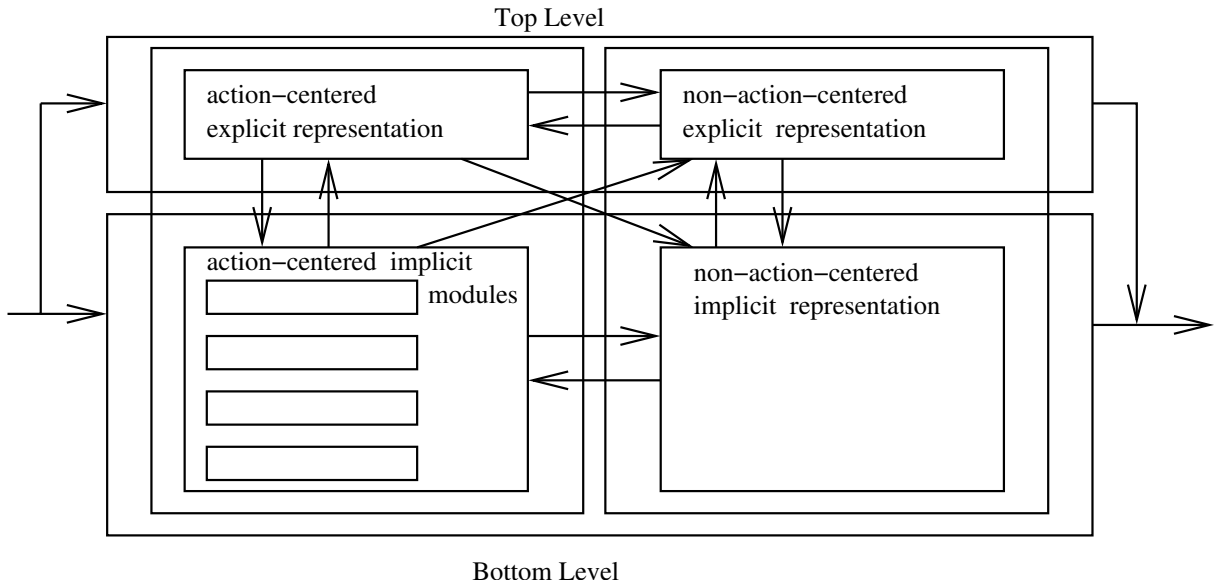 Top Level
action−centered
explicit representation
non−action−centered
explicit representation
action−centered implicit
modules
non−action−centered
implicit representation
Bottom Level